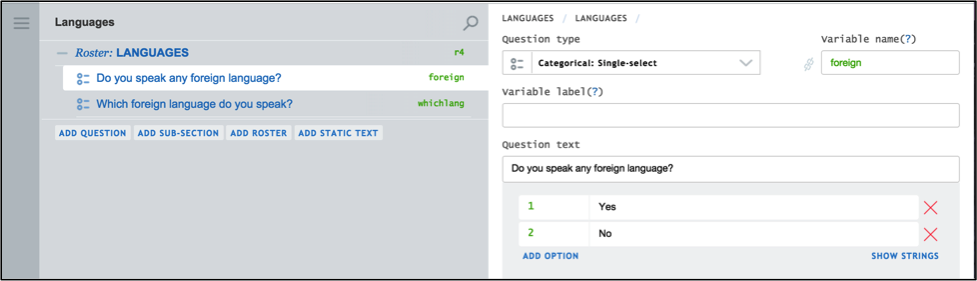 Languages
Roster: LANGUAGES r4
Do you speak any foreign language? foreign
Which foreign language do you speak? whichlang
ADD QUESTION ADD SUB-SECTION ADD ROSTER ADD STATIC TEXT
LANGUAGES / LANGUAGES /
Question type Variable name(?)
Categorical: Single-select foreign
Variable label(?)
Question text
Do you speak any foreign language?
1 Yes
2 No
ADD OPTION SHOW STRINGS